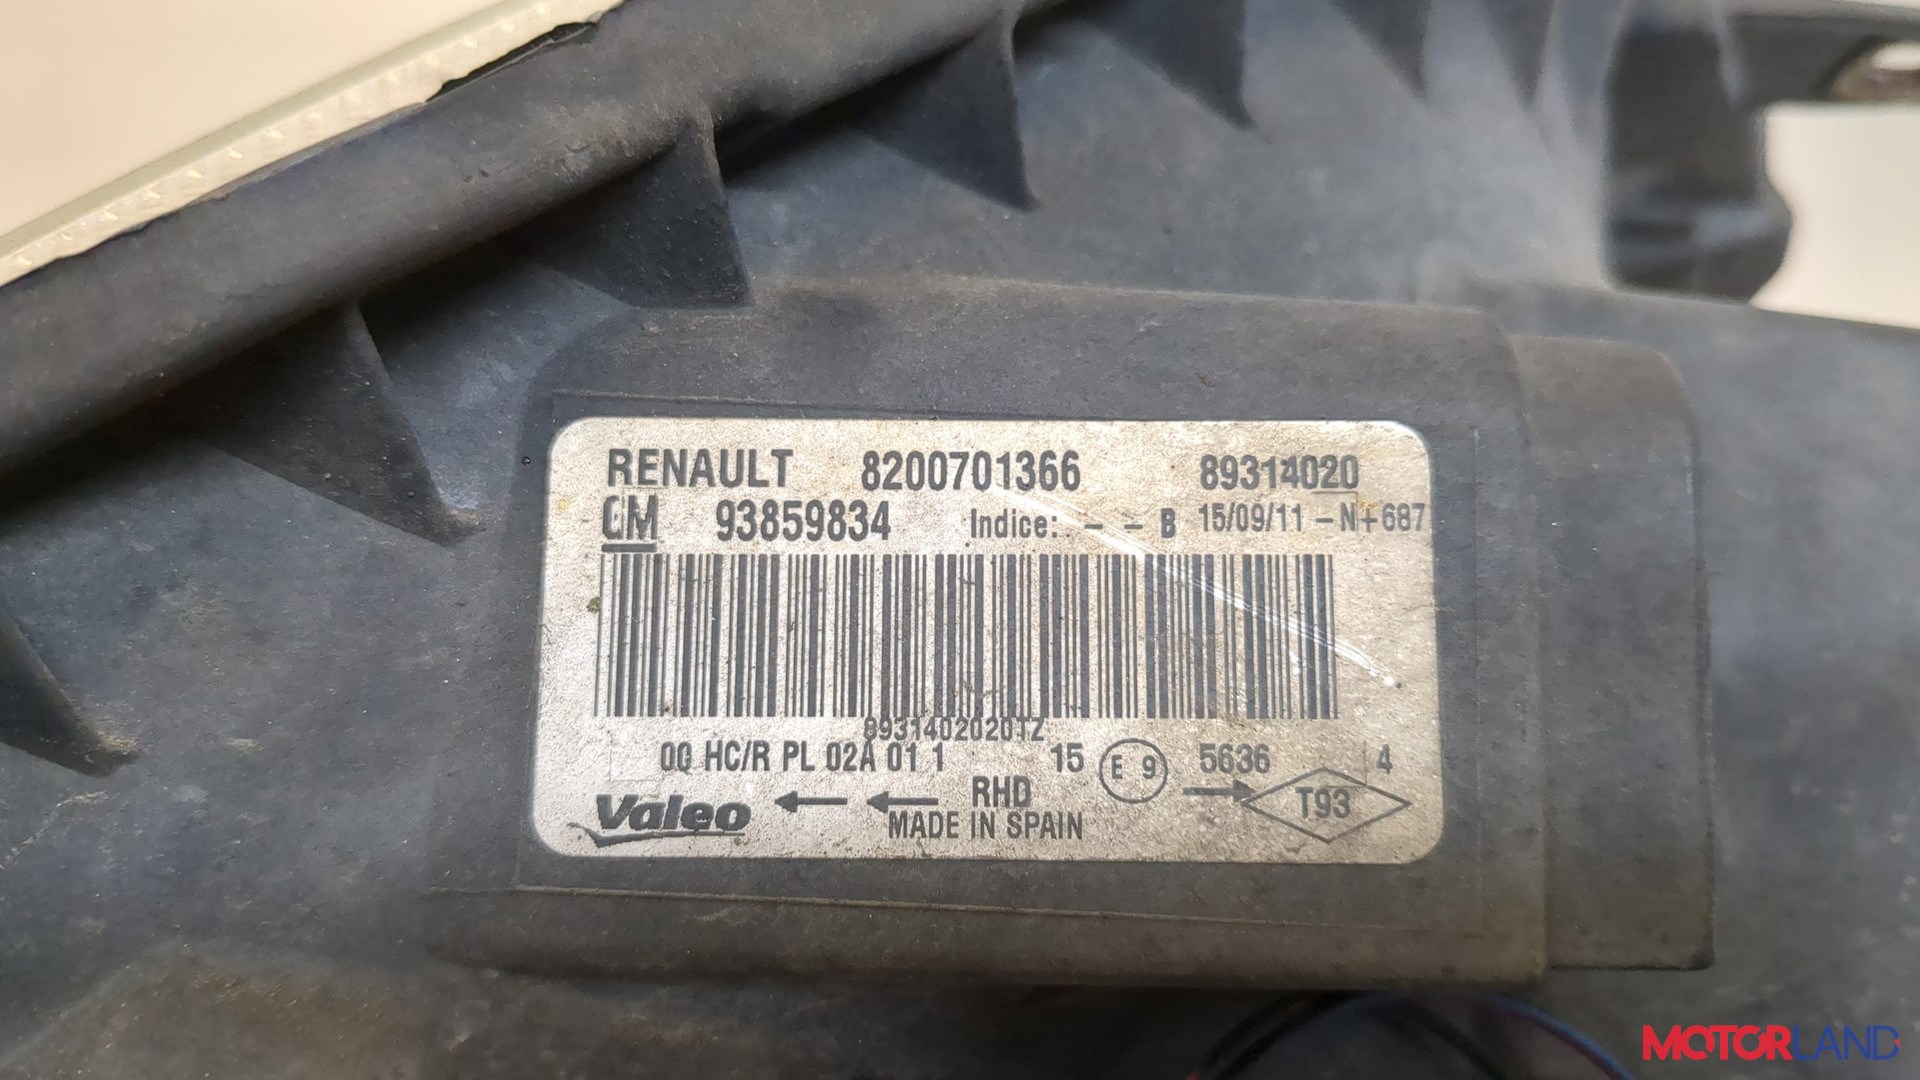 RENAULT 8200701366 89314020
GM 93859834 Indice: - - B 15/09/11 - N+687
8931402020TZ
00 HC/R PL 02A 01 1 15 E 9 5636 4
Valeo RHD T93
MADE IN SPAIN
MOTORLAND